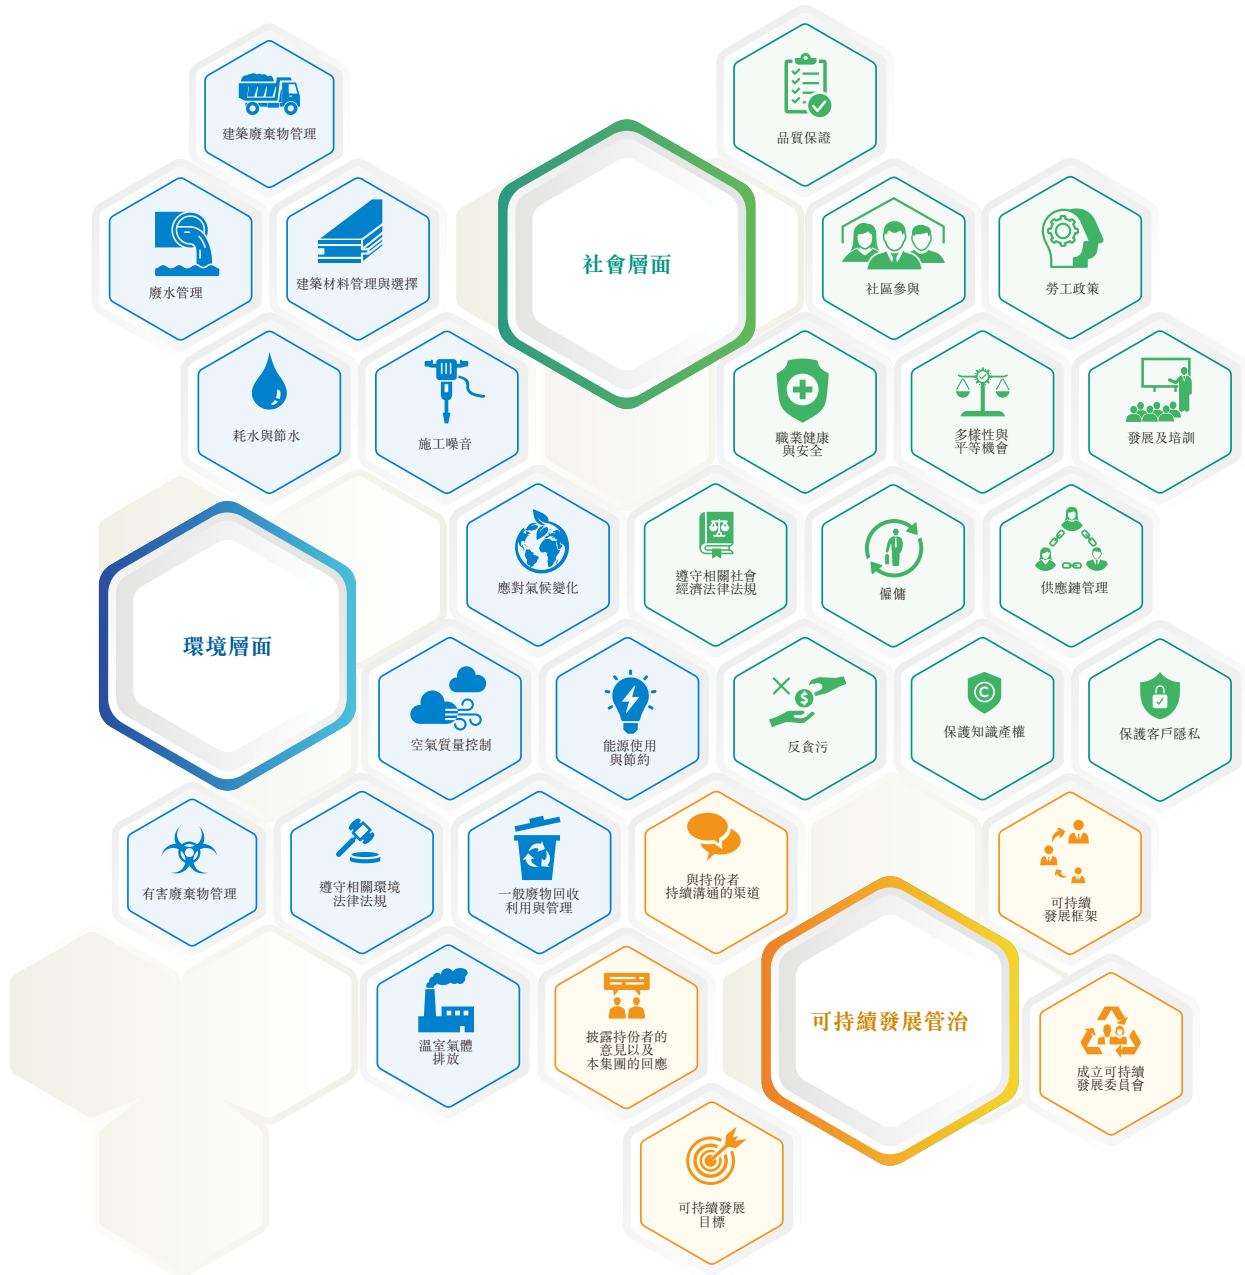 建築廢棄物管理
品質保證
社會層面
廢水管理
建築材料管理與選擇
社區參與
勞工政策
耗水與節水
施工噪音
職業健康
與安全
多樣性與
平等機會
發展及培訓
環境層面
應對氣候變化
遵守相關社會
經濟法律法規
僱傭
供應鏈管理
空氣質量控制
能源使用
與節約
反貪污
保護知識產權
保護客戶隱私
有害廢棄物管理
遵守相關環境
法律法規
一般廢物回收
利用與管理
與持份者
持續溝通的渠道
可持續
發展框架
可持續發展管治
溫室氣體
排放
披露持份者的
意見以及
本集團的回應
成立可持續
發展委員會
可持續發展
目標